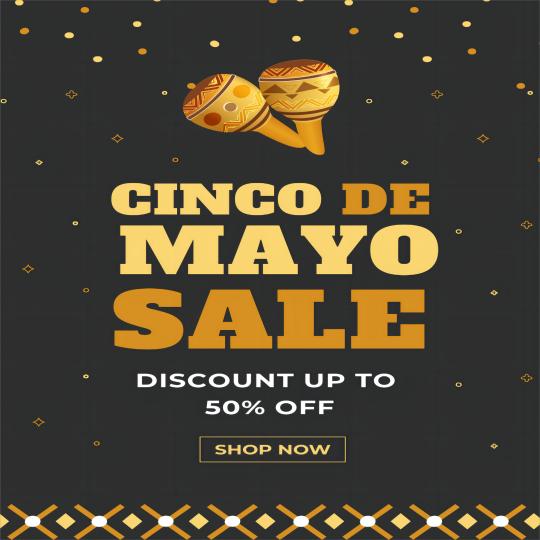 CINCO DE
MAYO
SALE
DISCOUNT UP TO
50% OFF
SHOP NOW